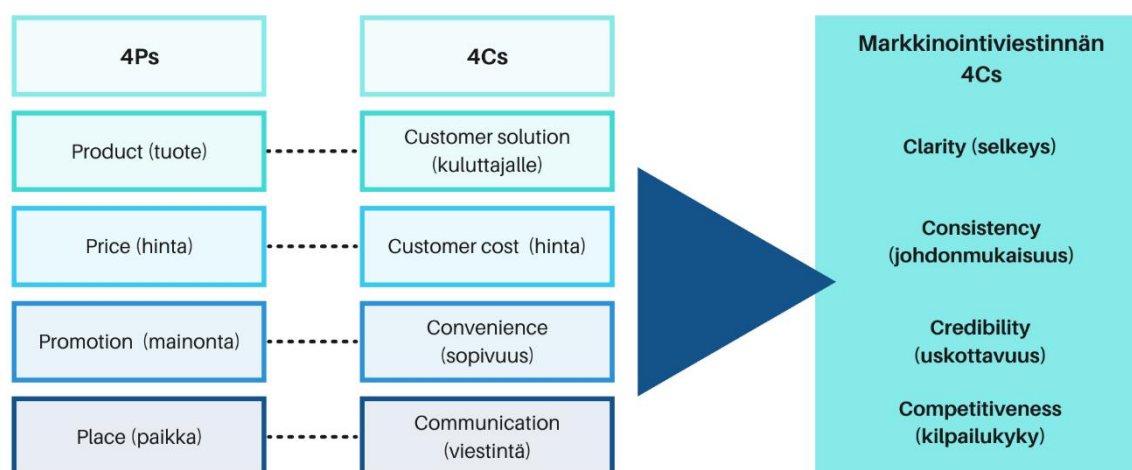 4Ps
4Cs
Product (tuote)
Customer solution
(kuluttajalle)
Price (hinta)
Customer cost (hinta)
Promotion (mainonta)
Convenience
(sopivuus)
Place (paikka)
Communication
(viestintä)
Markkinointiviestinnän
4Cs
Clarity (selkeys)
Consistency
(johdonmukaisuus)
Credibility
(uskottavuus)
Competitiveness
(kilpailukyky)